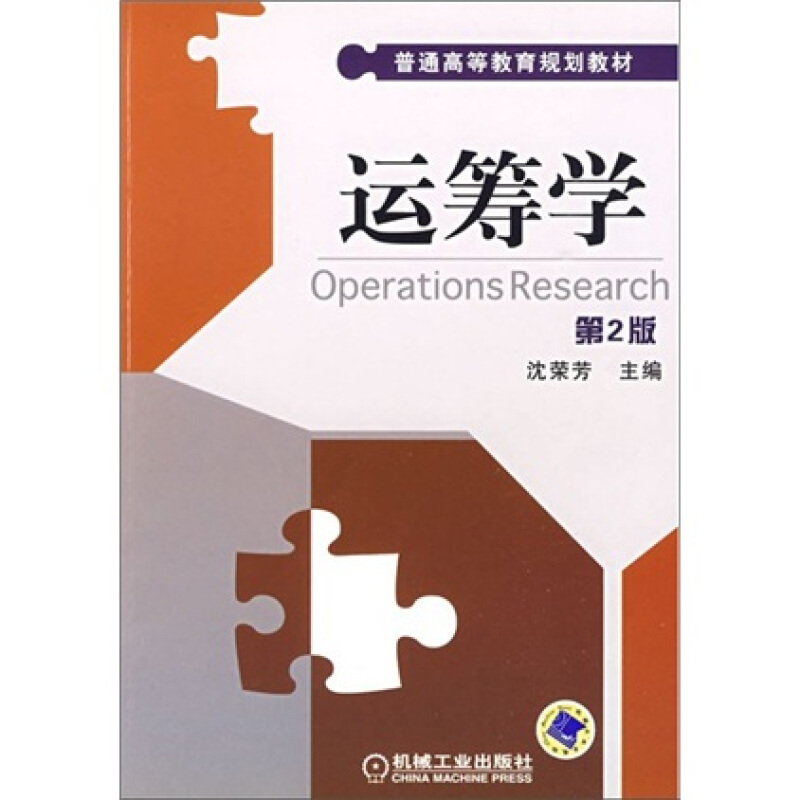 普通高等教育规划教材
运筹学
Operations Research
第2版
沈荣芳 主编
机械工业出版社
CHINA MACHINE PRESS